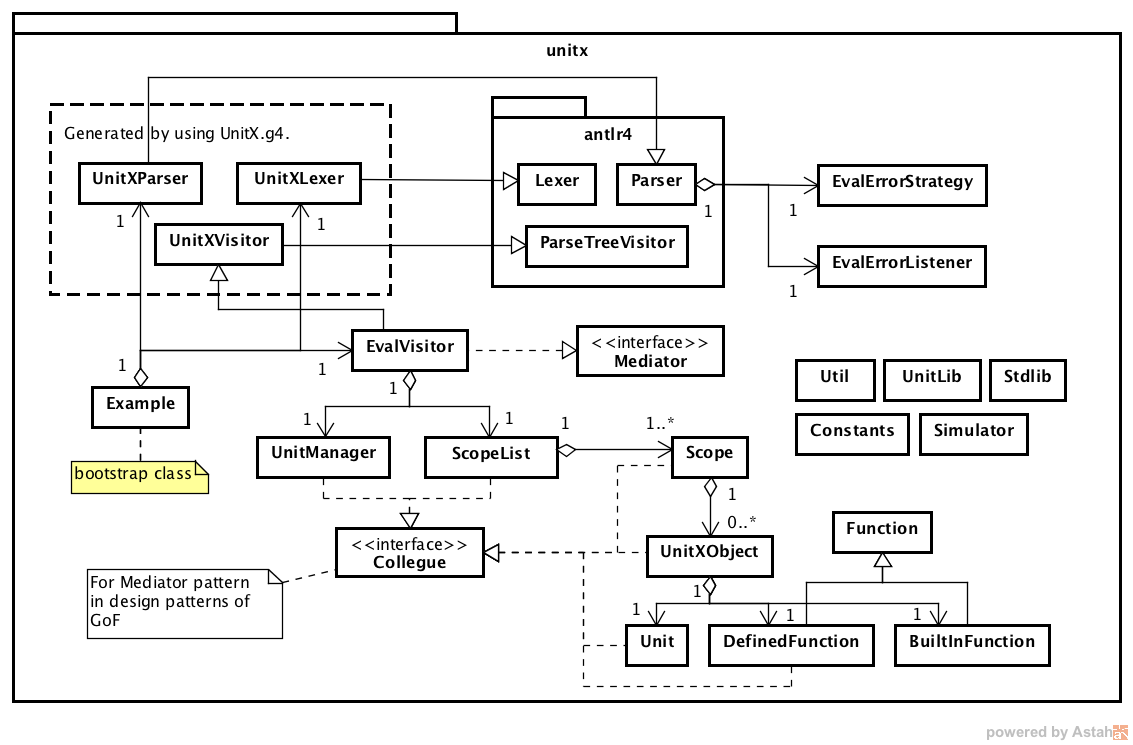 unitx
Generated by using UnitX.g4.
antlr4
UnitXParser
UnitXLexer
Lexer
Parser
EvalErrorStrategy
1
1
1
1
UnitXVisitor
ParseTreeVisitor
EvalErrorListener
1
EvalVisitor
<<interface>>
Mediator
1
1
1
Example
Util
UnitLib
Stdlib
Constants
Simulator
1
1
1
1..*
UnitManager
ScopeList
Scope
bootstrap class
1
0..*
<<interface>>
Collegue
UnitXObject
Function
For Mediator pattern
in design patterns of
GoF
1
1
1
1
Unit
DefinedFunction
BuiltInFunction
powered by Astah